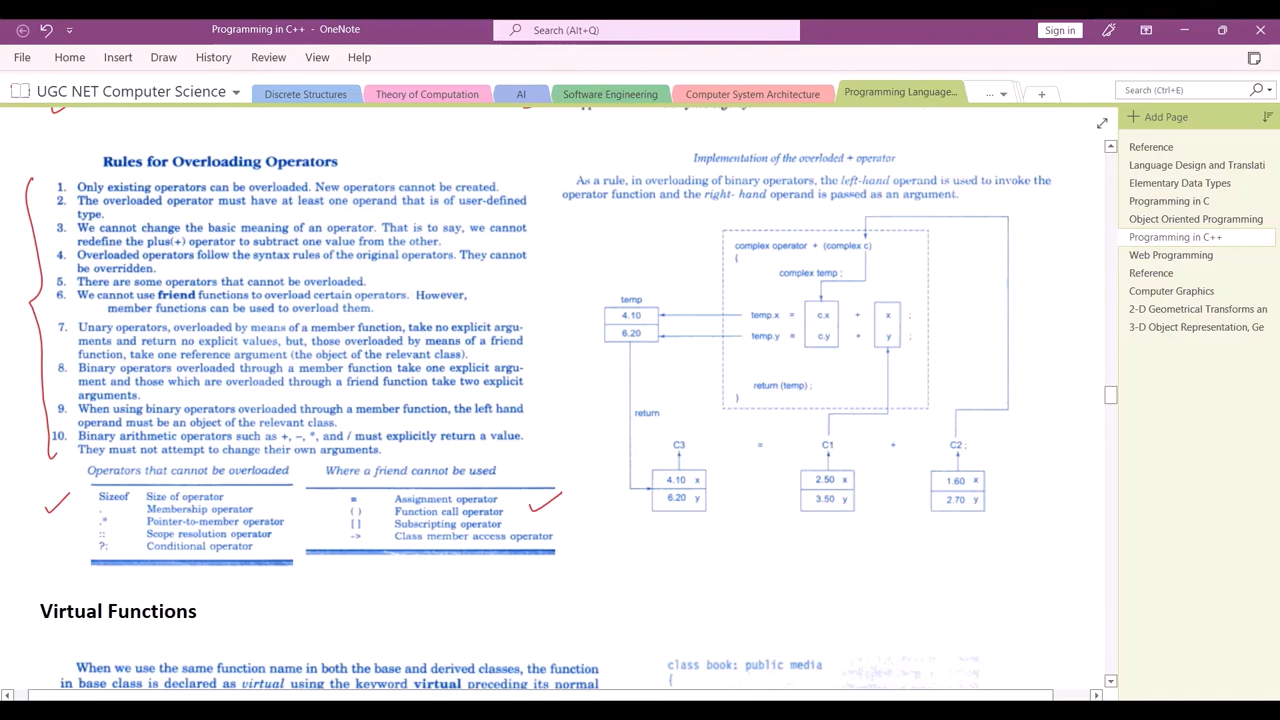 Programming in C++ - OneNote
Search (Alt+Q)
Sign in
File Home Insert Draw History Review View Help
UGC NET Computer Science
Discrete Structures
Theory of Computation
AI
Software Engineering
Computer System Architecture
Programming Language...
...
Search (Ctrl+E)
Add Page
Reference
Language Design and Translati
Elementary Data Types
Programming in C
Object Oriented Programming
Programming in C++
Web Programming
Reference
Computer Graphics
2-D Geometrical Transforms an
3-D Object Representation, Ge
Rules for Overloading Operators
1. Only existing operators can be overloaded. New operators cannot be created.
2. The overloaded operator must have at least one operand that is of user-defined
type.
3. We cannot change the basic meaning of an operator. That is to say, we cannot
redefine the plus(+) operator to subtract one value from the other.
4. Overloaded operators follow the syntax rules of the original operators. They cannot
be overridden.
5. There are some operators that cannot be overloaded.
6. We cannot use friend functions to overload certain operators. However,
member functions can be used to overload them.
7. Unary operators, overloaded by means of a member function, take no explicit argu-
ments and return no explicit values, but, those overloaded by means of a friend
function, take one reference argument (the object of the relevant class).
8. Binary operators overloaded through a member function take one explicit argu-
ment and those which are overloaded through a friend function take two explicit
arguments.
9. When using binary operators overloaded through a member function, the left hand
operand must be an object of the relevant class.
10. Binary arithmetic operators such as +, –, *, and / must explicitly return a value.
They must not attempt to change their own arguments.
Operators that cannot be overloaded
Sizeof Size of operator
. Membership operator
.* Pointer-to-member operator
:: Scope resolution operator
?: Conditional operator
Where a friend cannot be used
= Assignment operator
( ) Function call operator
[ ] Subscripting operator
-> Class member access operator
Implementation of the overloded + operator
As a rule, in overloading of binary operators, the left-hand operand is used to invoke the
operator function and the right- hand operand is passed as an argument.
complex operator + (complex c)
{
complex temp ;
temp
4.10
6.20
temp.x = c.x + x ;
temp.y = c.y + y ;
return (temp) ;
}
return
C3 = C1 + C2 ;
4.10 x
6.20 y
2.50 x
3.50 y
1.60 x
2.70 y
Virtual Functions
When we use the same function name in both the base and derived classes, the function
in base class is declared as virtual using the keyword virtual preceding its normal
class book: public media
{